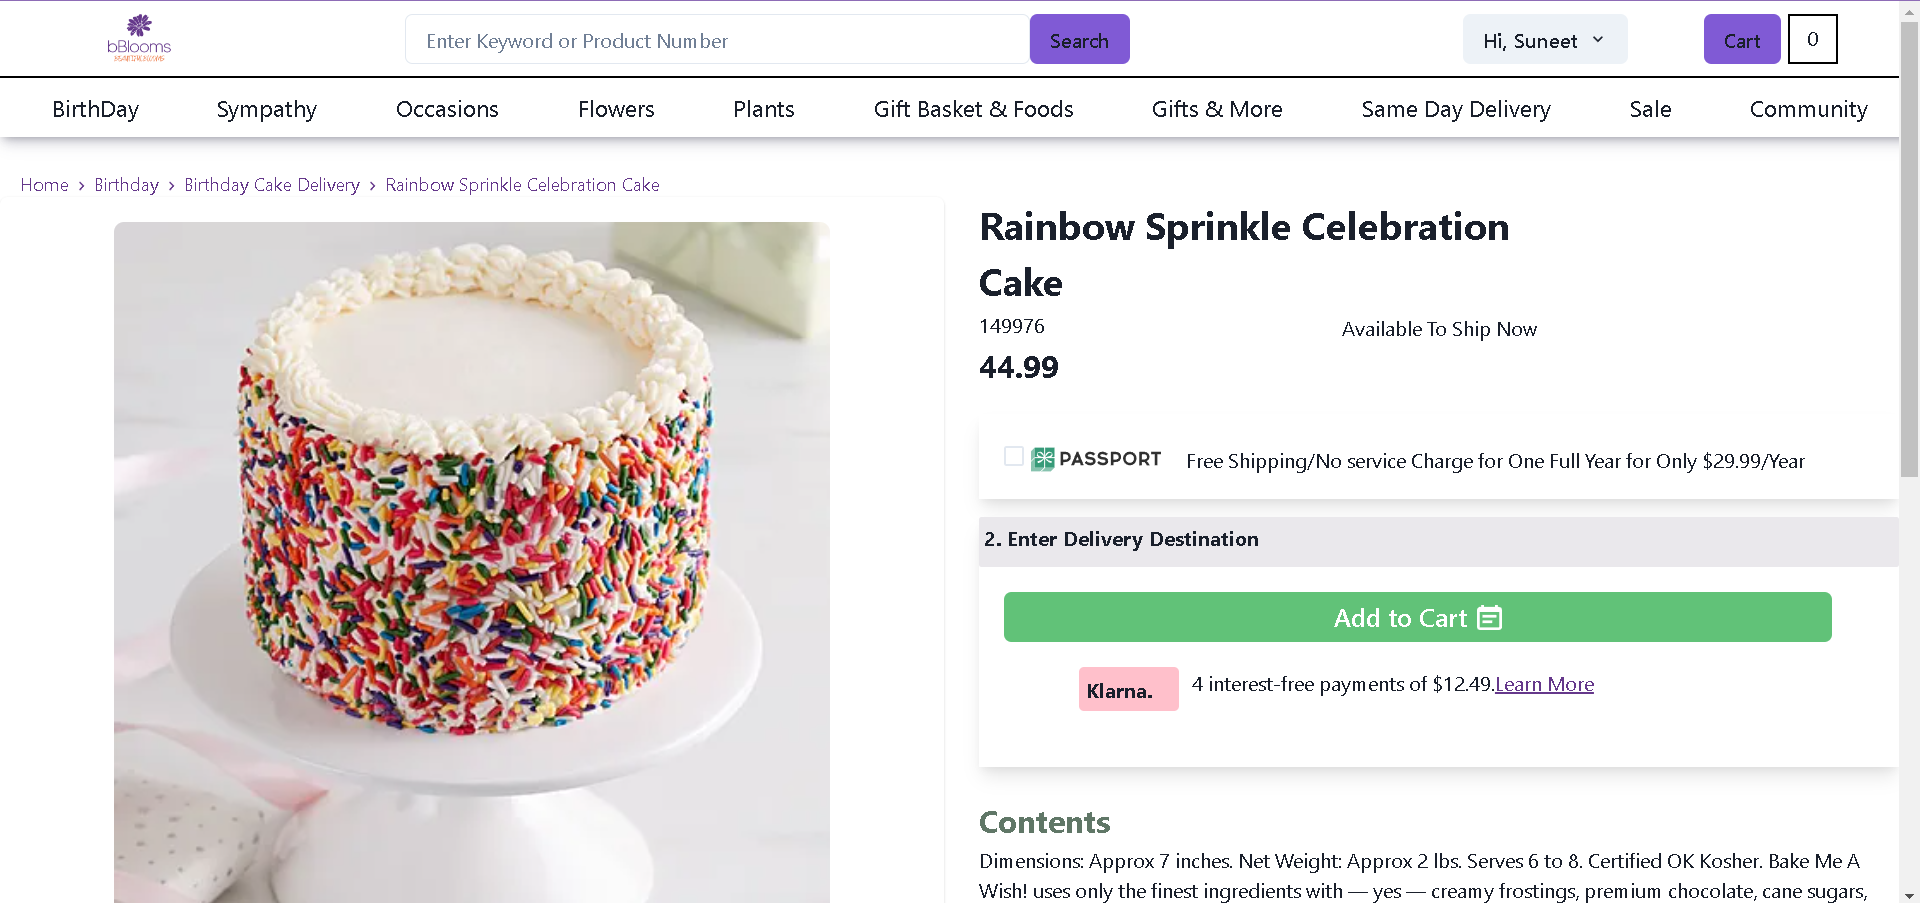 bBlooms
Enter Keyword or Product Number
Search
Hi, Suneet
Cart
0
BirthDay
Sympathy
Occasions
Flowers
Plants
Gift Basket & Foods
Gifts & More
Same Day Delivery
Sale
Community
Home > Birthday > Birthday Cake Delivery > Rainbow Sprinkle Celebration Cake
Rainbow Sprinkle Celebration
Cake
149976
Available To Ship Now
44.99
PASSPORT
Free Shipping/No service Charge for One Full Year for Only $29.99/Year
2. Enter Delivery Destination
Add to Cart
Klarna.
4 interest-free payments of $12.49.Learn More
Contents
Dimensions: Approx 7 inches. Net Weight: Approx 2 lbs. Serves 6 to 8. Certified OK Kosher. Bake Me A
Wish! uses only the finest ingredients with — yes — creamy frostings, premium chocolate, cane sugars,